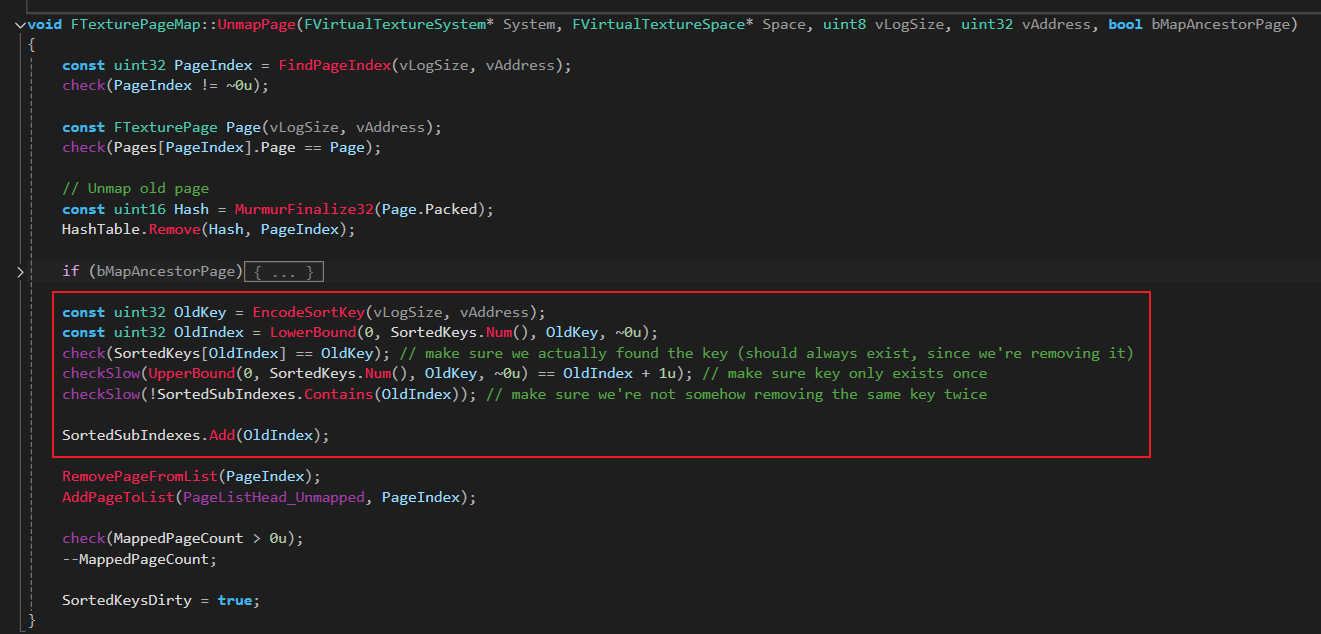 void FTexturePageMap::UnmapPage(FVirtualTextureSystem* System, FVirtualTextureSpace* Space, uint8 vLogSize, uint32 vAddress, bool bMapAncestorPage)
{
const uint32 PageIndex = FindPageIndex(vLogSize, vAddress);
check(PageIndex != ~0u);
const FTexturePage Page(vLogSize, vAddress);
check(Pages[PageIndex].Page == Page);
// Unmap old page
const uint16 Hash = MurmurFinalize32(Page.Packed);
HashTable.Remove(Hash, PageIndex);
if (bMapAncestorPage){ ... }
const uint32 OldKey = EncodeSortKey(vLogSize, vAddress);
const uint32 OldIndex = LowerBound(0, SortedKeys.Num(), OldKey, ~0u);
check(SortedKeys[OldIndex] == OldKey); // make sure we actually found the key (should always exist, since we're removing it)
checkSlow(UpperBound(0, SortedKeys.Num(), OldKey, ~0u) == OldIndex + 1u); // make sure key only exists once
checkSlow(!SortedSubIndexes.Contains(OldIndex)); // make sure we're not somehow removing the same key twice
SortedSubIndexes.Add(OldIndex);
RemovePageFromList(PageIndex);
AddPageToList(PageListHead_Unmapped, PageIndex);
check(MappedPageCount > 0u);
--MappedPageCount;
SortedKeysDirty = true;
}